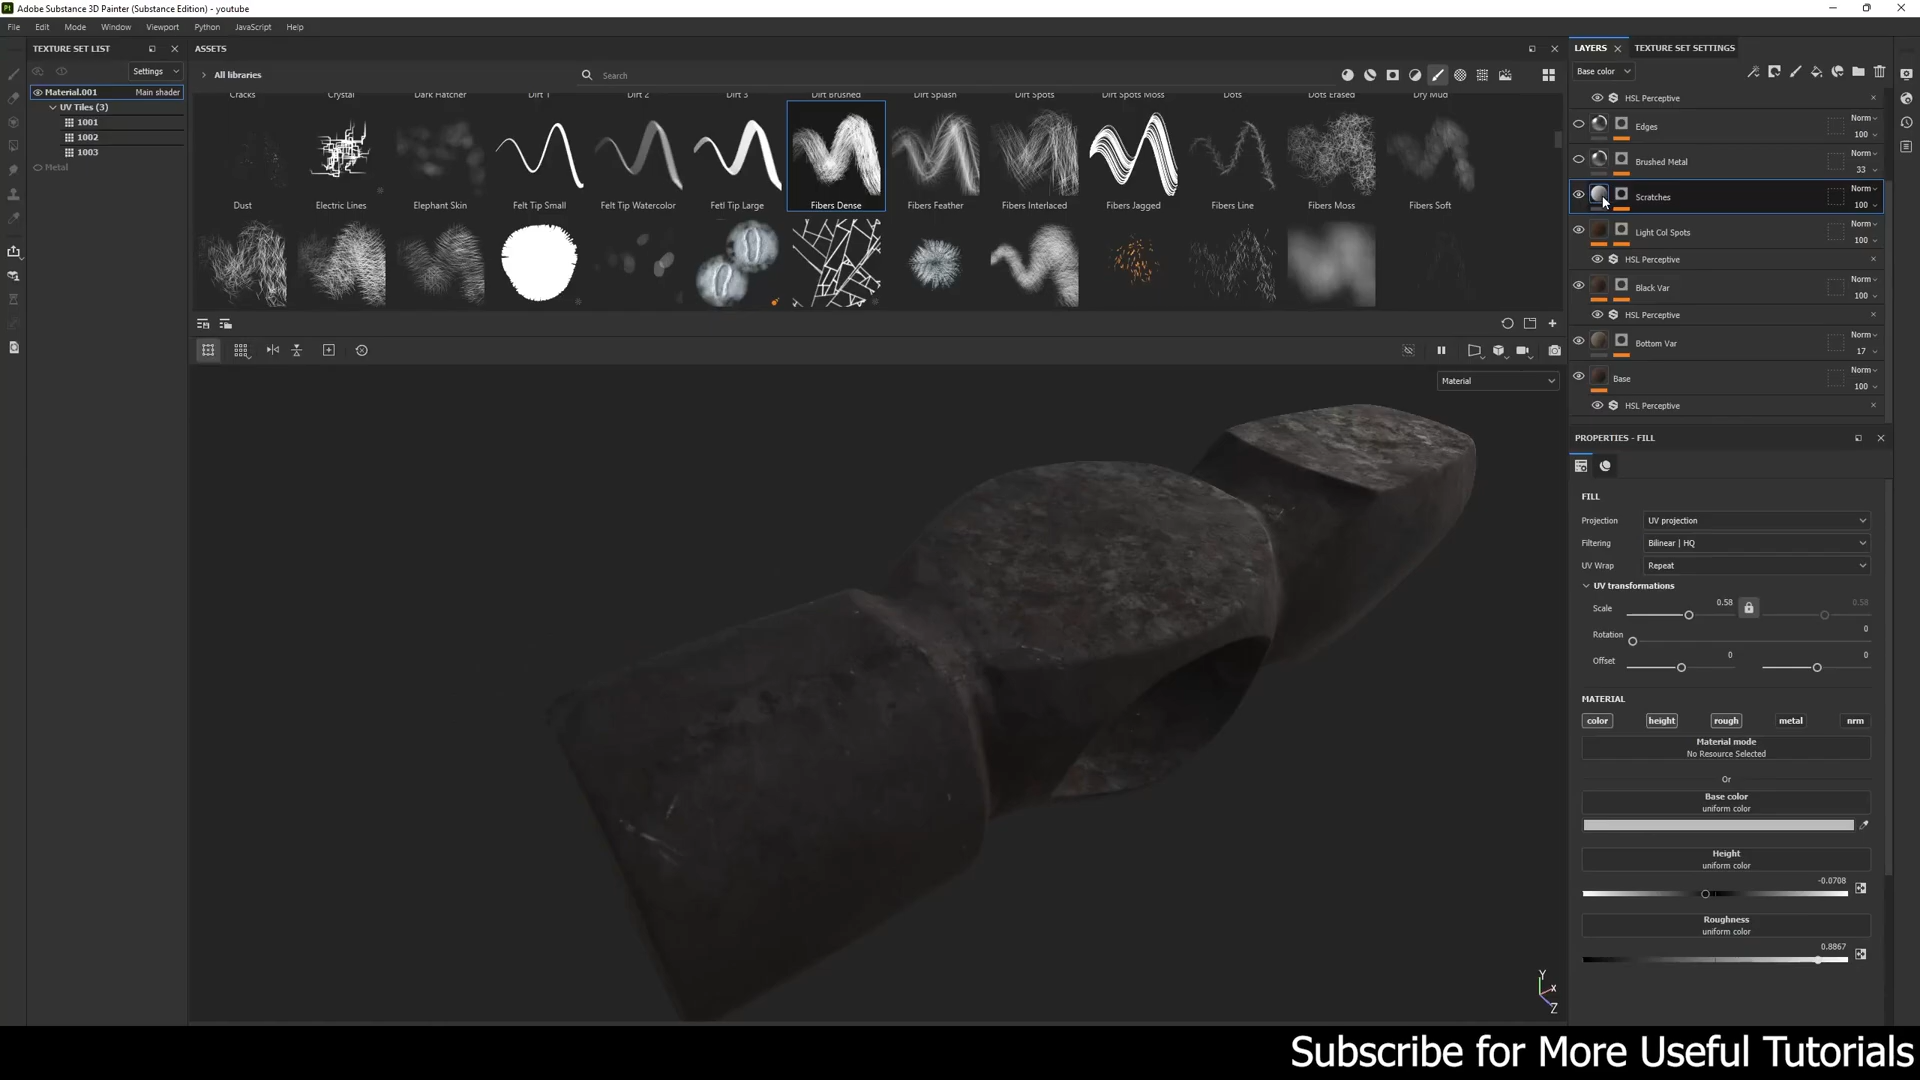 Adobe Substance 3D Painter (Substance Edition) - youtube
File Edit Mode Window Viewport Python JavaScript Help
TEXTURE SET LIST
Settings
Material.001 Main shader
UV Tiles (3)
1001
1002
1003
Metal
ASSETS
All libraries
Search
Cracks Crystal Dark Hatcher Dirt 1 Dirt 2 Dirt 3 Dirt Brushed Dirt Splash Dirt Spots Dirt Spots Moss Dots Dots Erased Dry Mud
Dust Electric Lines Elephant Skin Felt Tip Small Felt Tip Watercolor Fetl Tip Large Fibers Dense Fibers Feather Fibers Interlaced Fibers Jagged Fibers Line Fibers Moss Fibers Soft
Material
Y
X
Z
LAYERS TEXTURE SET SETTINGS
Base color
HSL Perceptive
Edges Norm 100
Brushed Metal Norm 33
Scratches Norm 100
Light Col Spots Norm 100
HSL Perceptive
Black Var Norm 100
HSL Perceptive
Bottom Var Norm 17
Base Norm 100
HSL Perceptive
PROPERTIES - FILL
FILL
Projection UV projection
Filtering Bilinear | HQ
UV Wrap Repeat
UV transformations
Scale 0.58 0.58
Rotation 0
Offset 0 0
MATERIAL
color height rough metal nrm
Material mode
No Resource Selected
Or
Base color
uniform color
Height
uniform color
-0.0708
Roughness
uniform color
0.8867
Subscribe for More Useful Tutorials